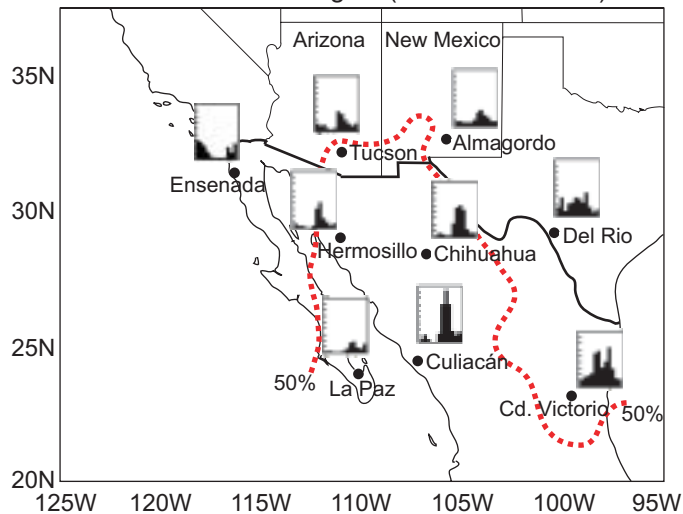 Arizona
New Mexico
35N
Tucson
Almagordo
Ensenada
30N
Del Rio
Hermosillo
Chihuahua
25N
Culiacán
50%
La Paz
Cd. Victorio
50%
20N
125W
120W
115W
110W
105W
100W
95W